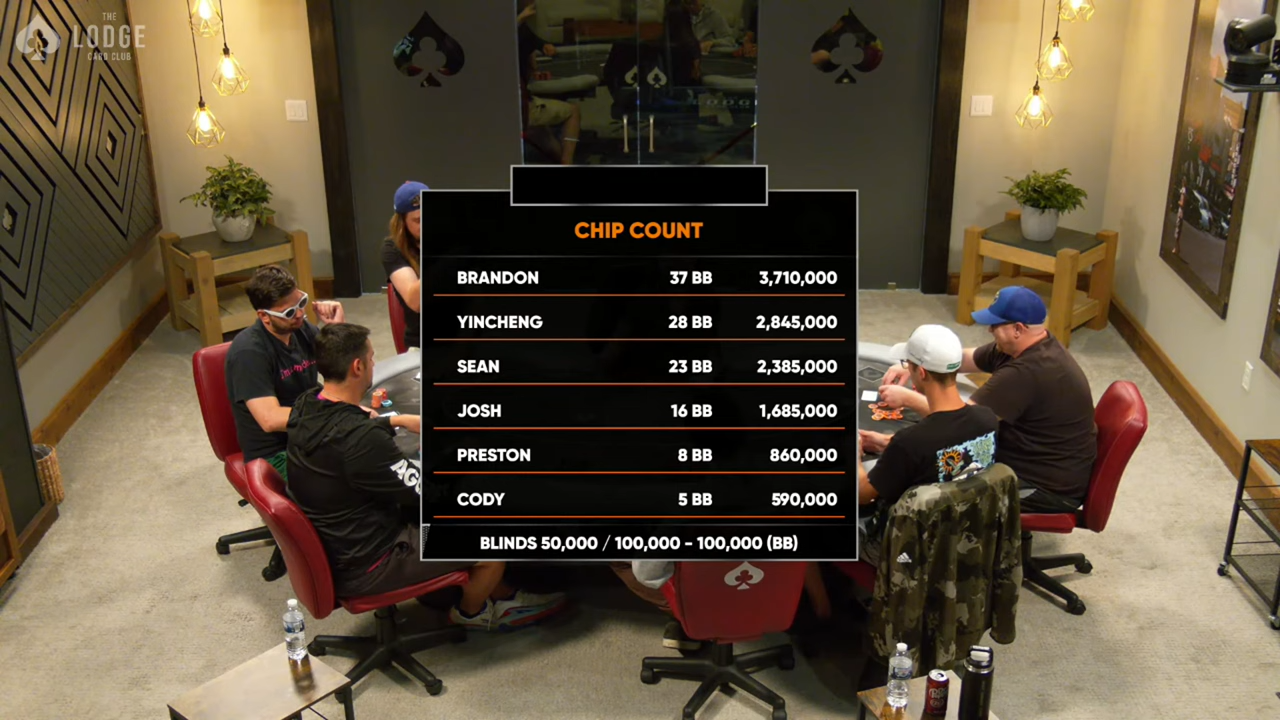 THE
LODGE
CARD CLUB
CHIP COUNT
BRANDON 37 BB 3,710,000
YINCHENG 28 BB 2,845,000
SEAN 23 BB 2,385,000
JOSH 16 BB 1,685,000
PRESTON 8 BB 860,000
CODY 5 BB 590,000
BLINDS 50,000 / 100,000 - 100,000 (BB)